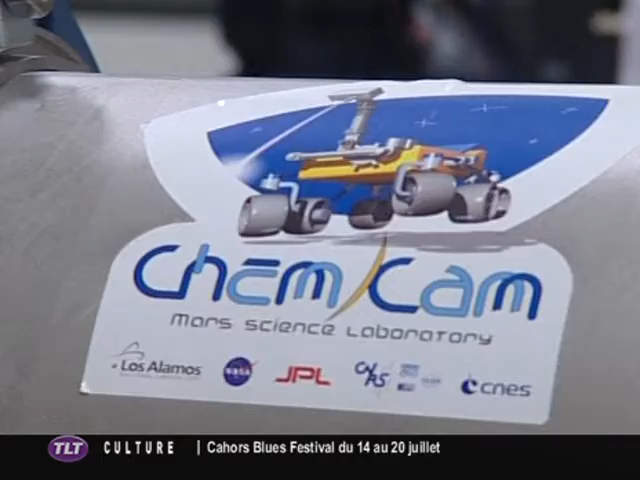 ChemCam
Mars Science Laboratory
Los Alamos NASA JPL CNRS cnes
TLT CULTURE | Cahors Blues Festival du 14 au 20 juillet